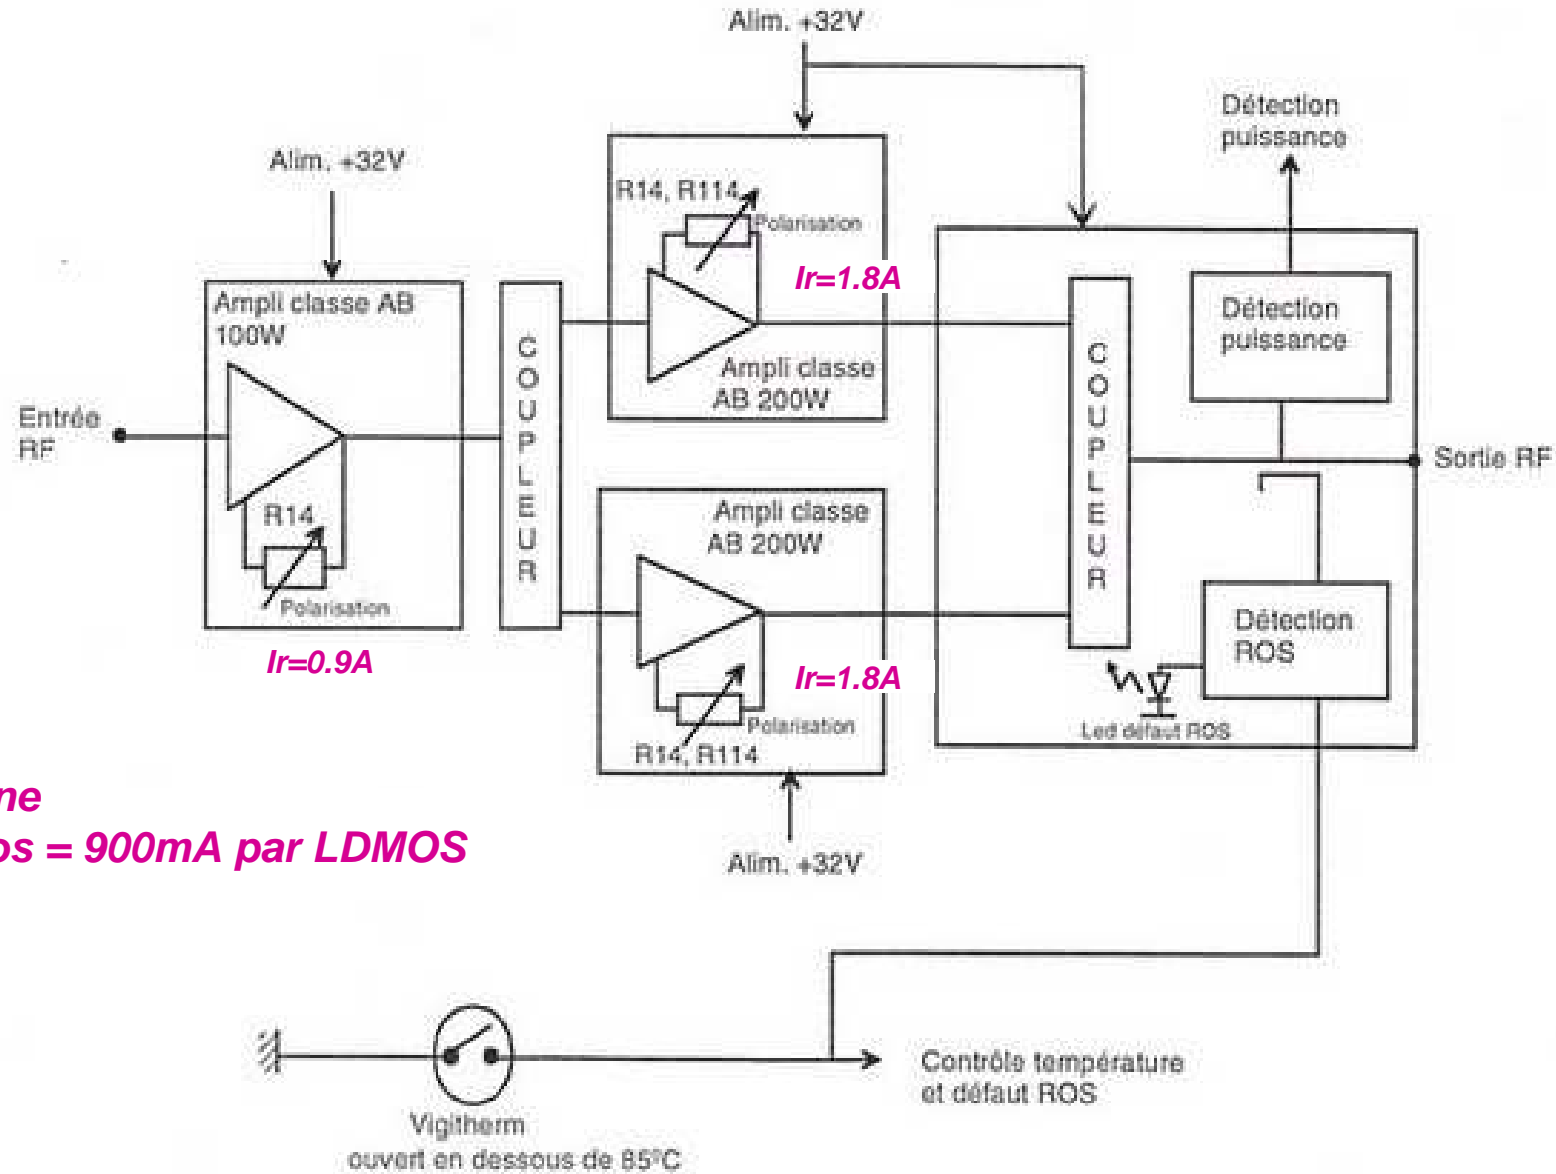 Alim. +32V
Détection
puissance
Alim. +32V
R14, R114
Polarisation
Ir=1.8A
Ampli classe AB
100W
Détection
puissance
COUPLEUR
Ampli classe
AB 200W
COUPLEUR
Entrée
RF
Sortie RF
R14
Polarisation
Ir=0.9A
Ampli classe
AB 200W
Détection
ROS
Ir=1.8A
Polarisation
R14, R114
Led défaut ROS
ne
os = 900mA par LDMOS
Alim. +32V
Contrôle température
et défaut ROS
Vigitherm
ouvert en dessous de 85ºC